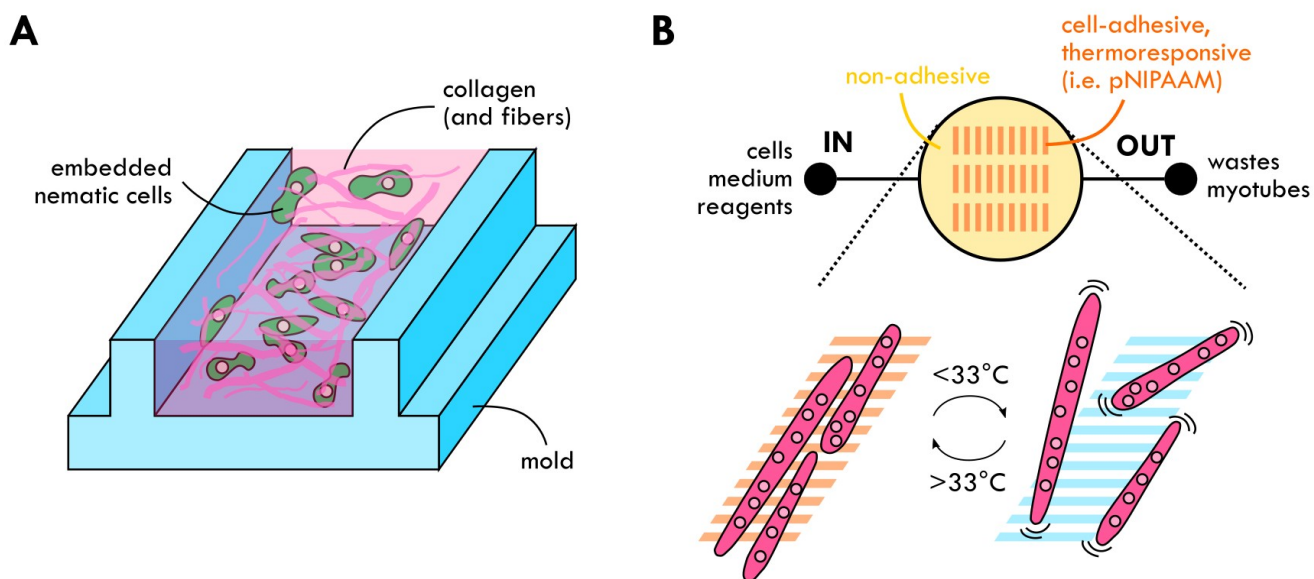 A
collagen
(and fibers)
embedded
nematic cells
mold
B
cell-adhesive,
thermoresponsive
(i.e. pNIPAAM)
non-adhesive
IN
cells
medium
reagents
OUT
wastes
myotubes
<33°C
>33°C